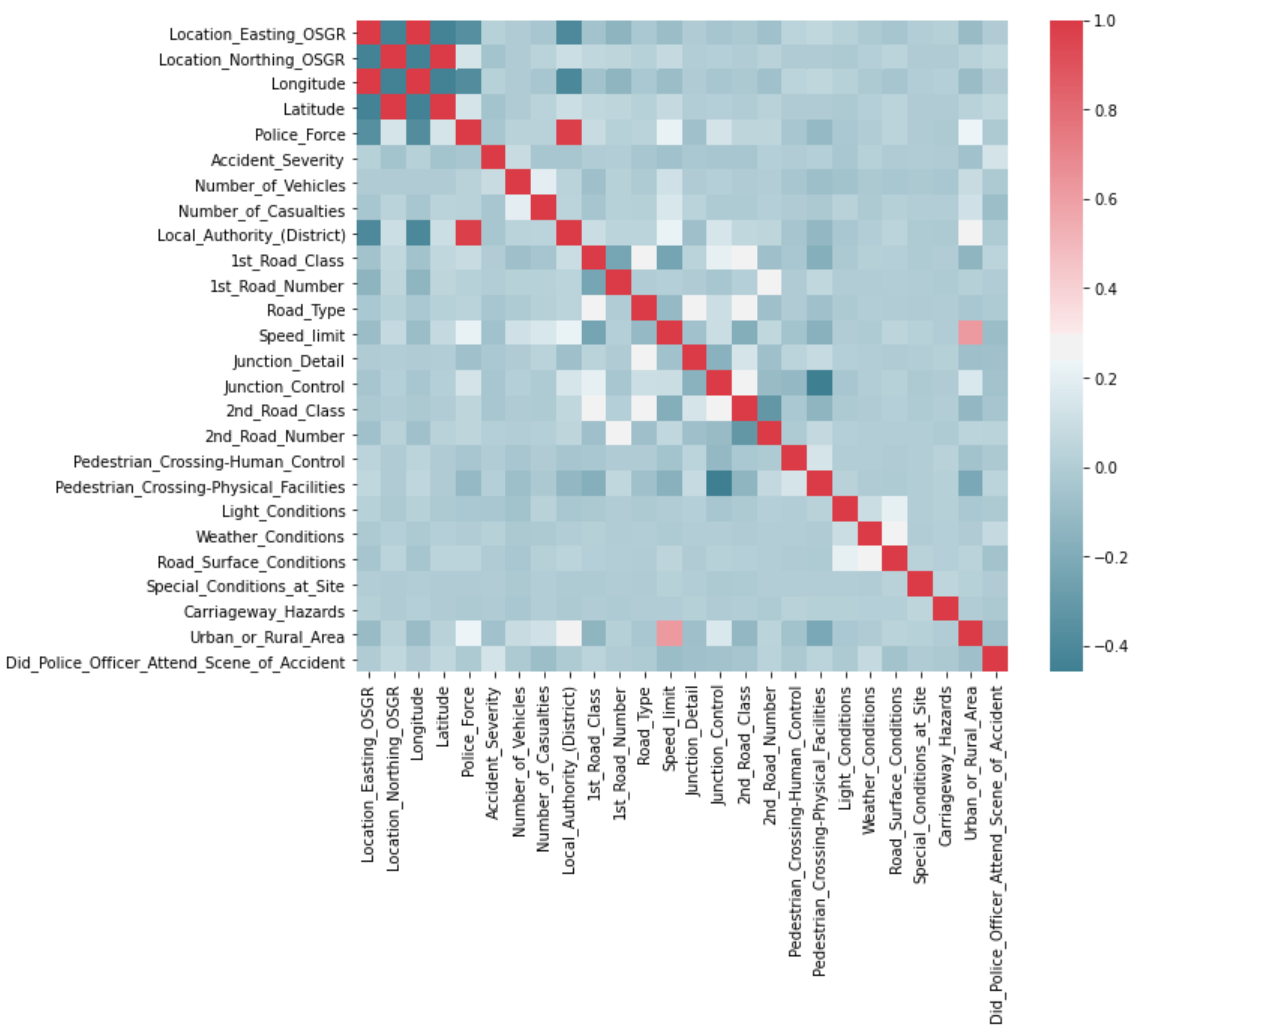 Location_Easting_OSGR
Location_Northing_OSGR
Longitude
Latitude
Police_Force
Accident_Severity
Number_of_Vehicles
Number_of_Casualties
Local_Authority_(District)
1st_Road_Class
1st_Road_Number
Road_Type
Speed_limit
Junction_Detail
Junction_Control
2nd_Road_Class
2nd_Road_Number
Pedestrian_Crossing-Human_Control
Pedestrian_Crossing-Physical_Facilities
Light_Conditions
Weather_Conditions
Road_Surface_Conditions
Special_Conditions_at_Site
Carriageway_Hazards
Urban_or_Rural_Area
Did_Police_Officer_Attend_Scene_of_Accident
Location_Easting_OSGR
Location_Northing_OSGR
Longitude
Latitude
Police_Force
Accident_Severity
Number_of_Vehicles
Number_of_Casualties
Local_Authority_(District)
1st_Road_Class
1st_Road_Number
Road_Type
Speed_limit
Junction_Detail
Junction_Control
2nd_Road_Class
2nd_Road_Number
Pedestrian_Crossing-Human_Control
Pedestrian_Crossing-Physical_Facilities
Light_Conditions
Weather_Conditions
Road_Surface_Conditions
Special_Conditions_at_Site
Carriageway_Hazards
Urban_or_Rural_Area
Did_Police_Officer_Attend_Scene_of_Accident
1.0
0.8
0.6
0.4
0.2
0.0
−0.2
−0.4